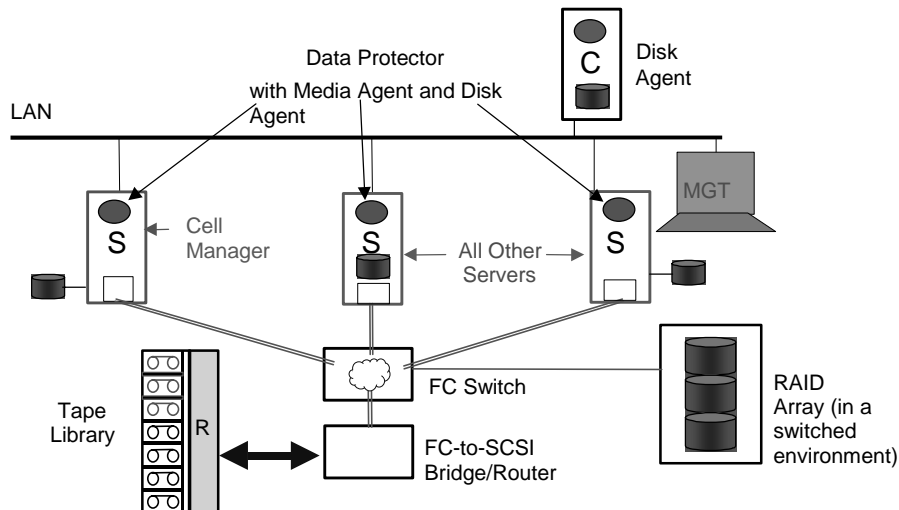 Data Protector
with Media Agent and Disk
Agent
C
Disk
Agent
LAN
MGT
S
Cell
Manager
S
All Other
Servers
S
FC Switch
RAID
Array (in a
switched
environment)
Tape
Library
R
FC-to-SCSI
Bridge/Router